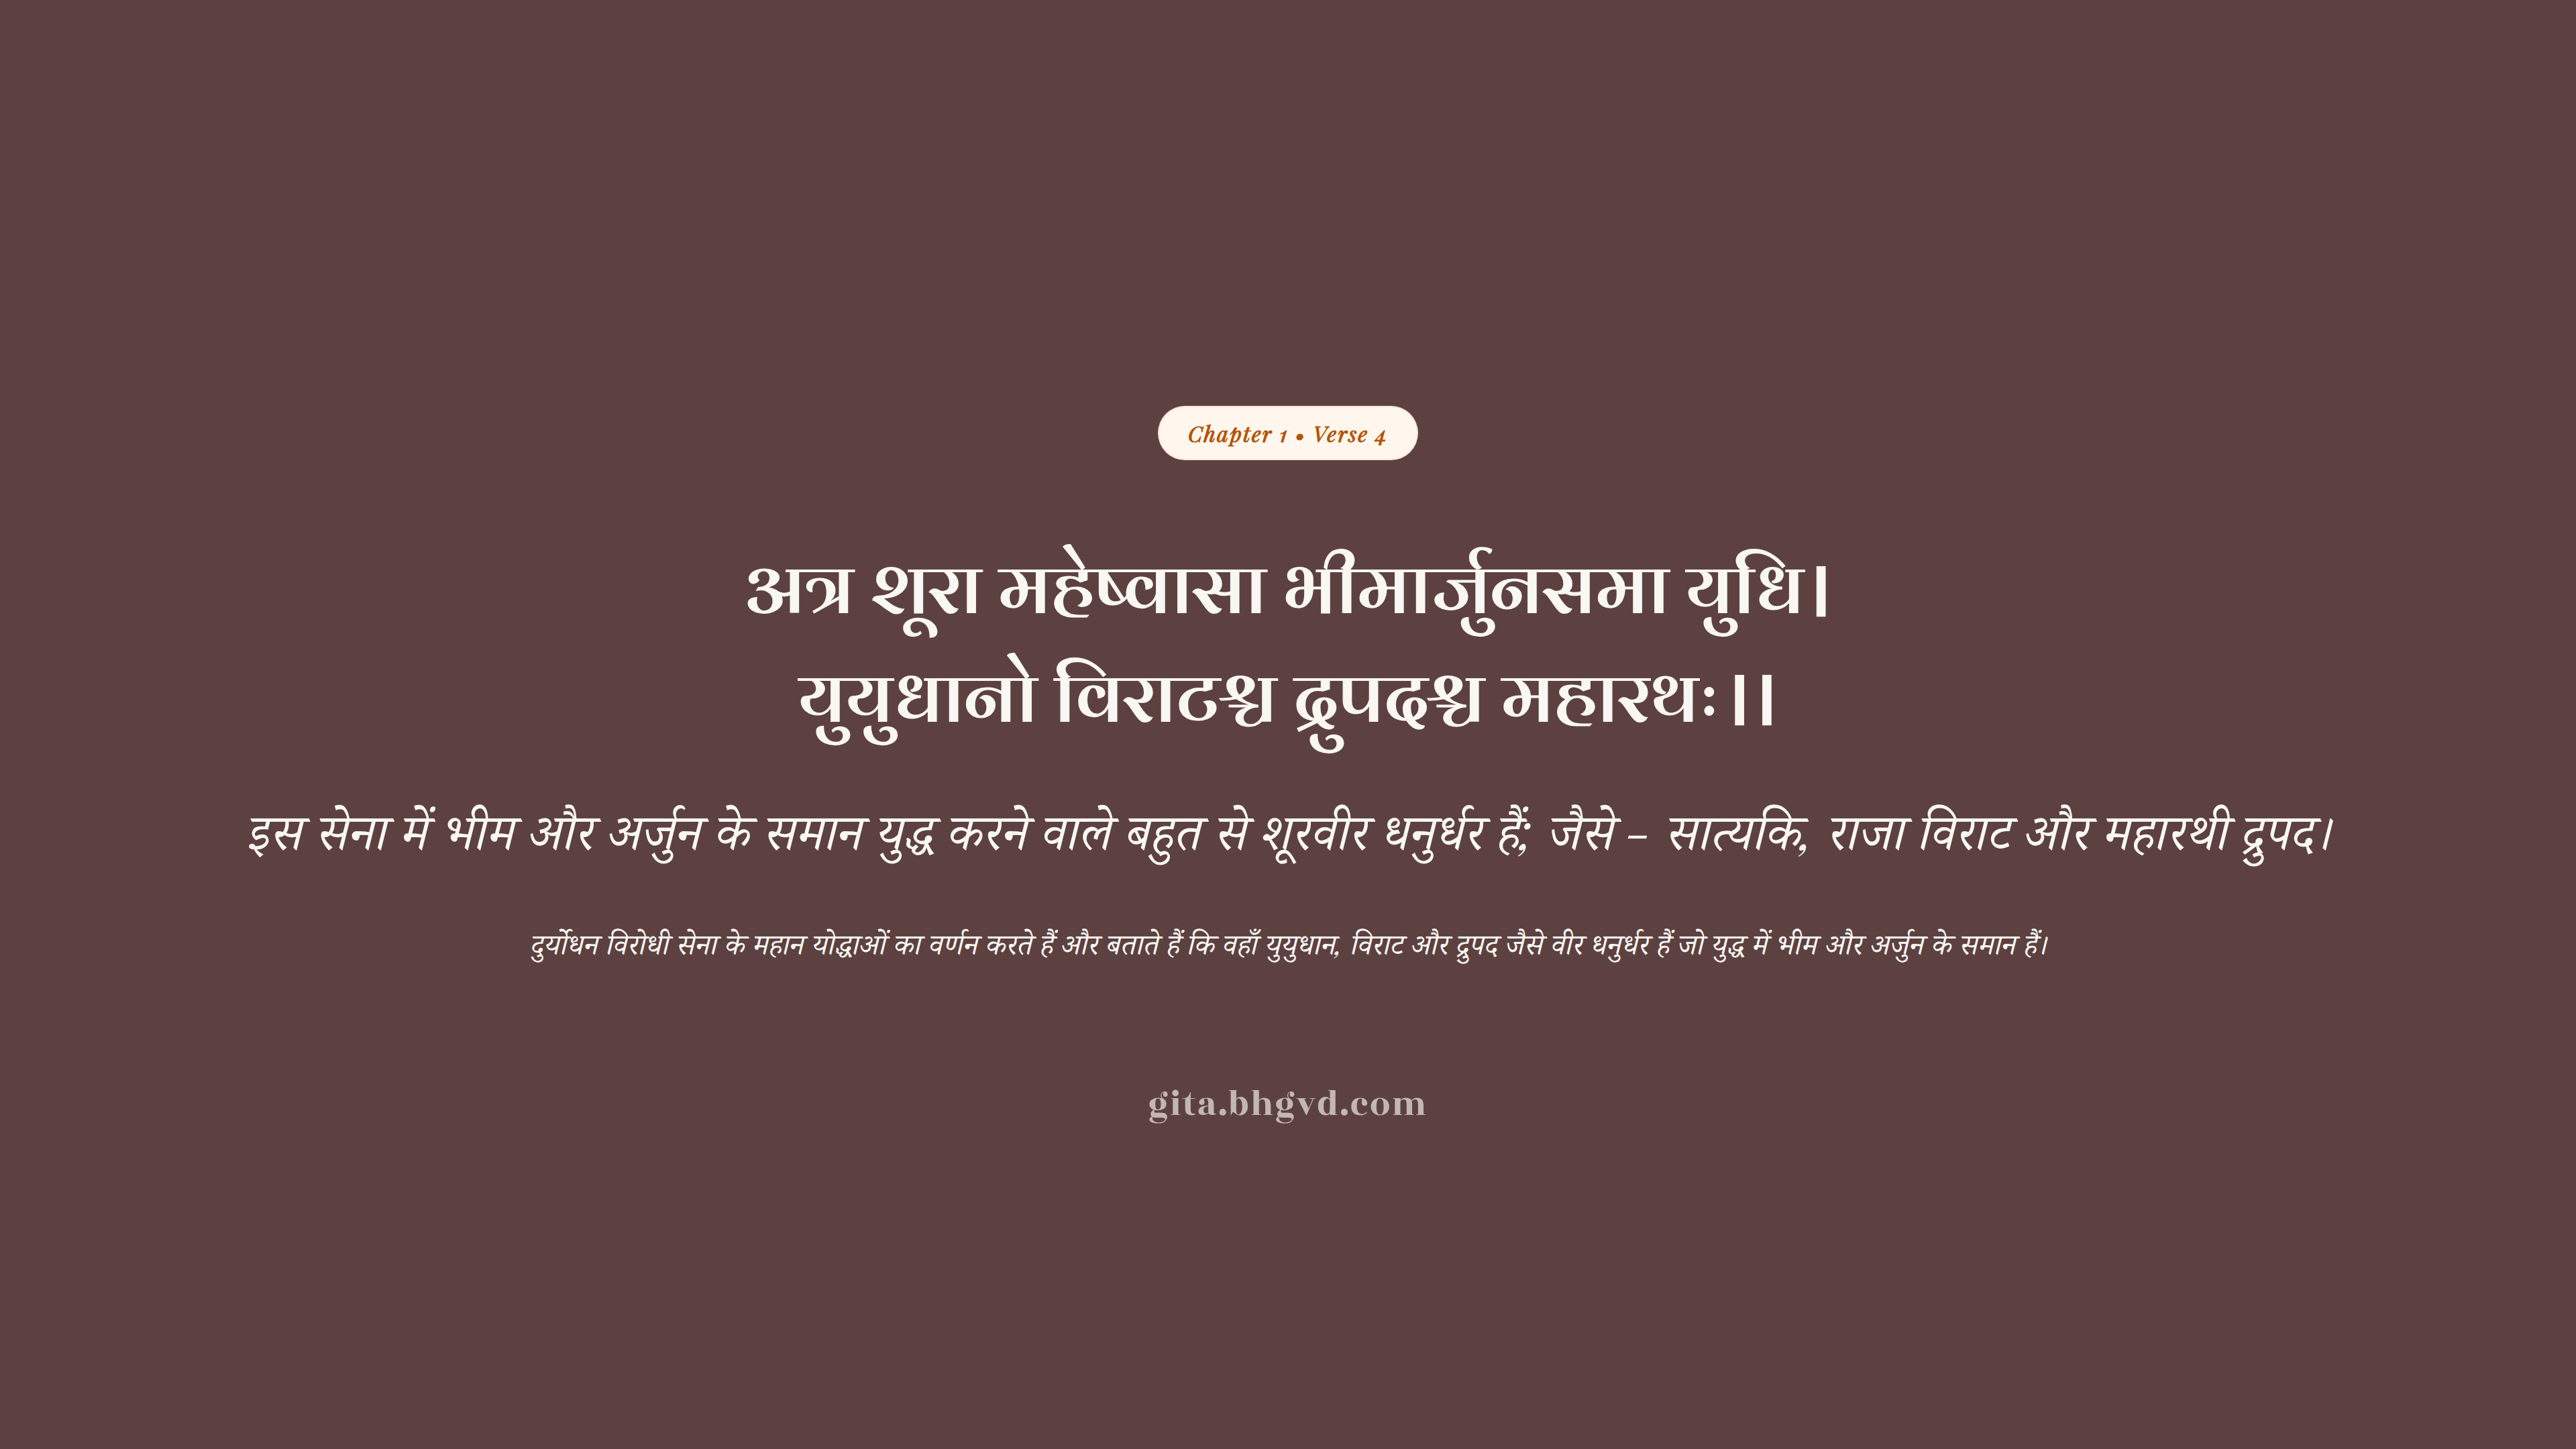 Chapter 1 • Verse 4
अत्र शूरा महेष्वासा भीमार्जुनसमा युधि।
युयुधानो विराटश्च द्रुपदश्च महारथः।।
इस सेना में भीम और अर्जुन के समान युद्ध करने वाले बहुत से शूरवीर धनुर्धर हैं; जैसे – सात्यकि, राजा विराट और महारथी द्रुपद।
दुर्योधन विरोधी सेना के महान योद्धाओं का वर्णन करते हैं और बताते हैं कि वहाँ युयुधान, विराट और द्रुपद जैसे वीर धनुर्धर हैं जो युद्ध में भीम और अर्जुन के समान हैं।
gita.bhgvd.com